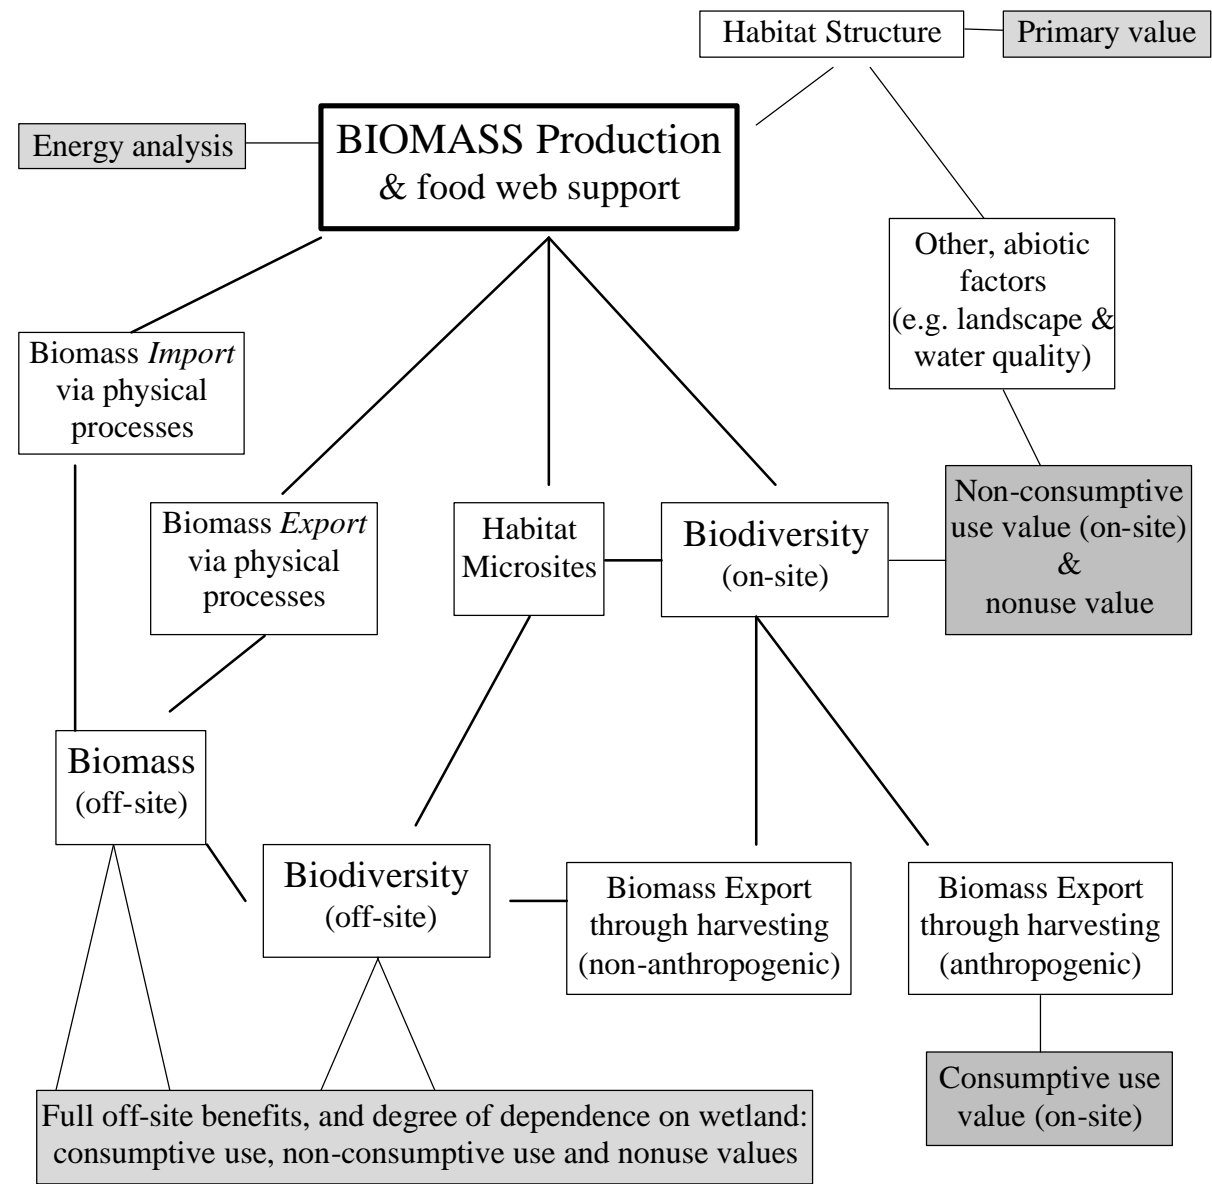 Habitat Structure
Primary value
BIOMASS Production
& food web support
Energy analysis
Other, abiotic
factors
(e.g. landscape &
water quality)
Biomass Import
via physical
processes
Biomass Export
via physical
processes
Habitat
Microsites
Biodiversity
(on-site)
Non-consumptive
use value (on-site)
&
nonuse value
Biomass
(off-site)
Biodiversity
(off-site)
Biomass Export
through harvesting
(non-anthropogenic)
Biomass Export
through harvesting
(anthropogenic)
Consumptive use
value (on-site)
Full off-site benefits, and degree of dependence on wetland:
consumptive use, non-consumptive use and nonuse values